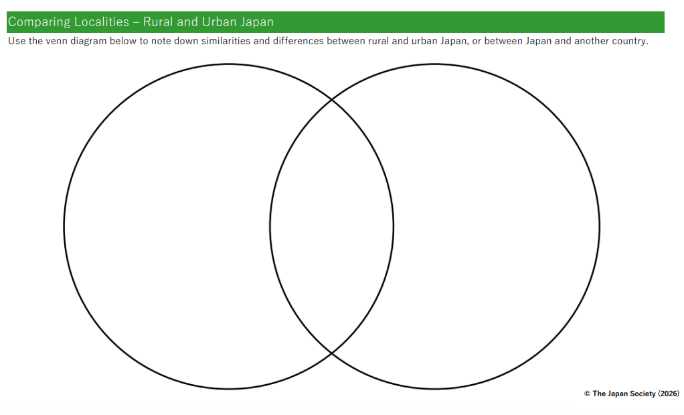 Comparing Localities – Rural and Urban Japan
Use the venn diagram below to note down similarities and differences between rural and urban Japan, or between Japan and another country.
© The Japan Society (2026)